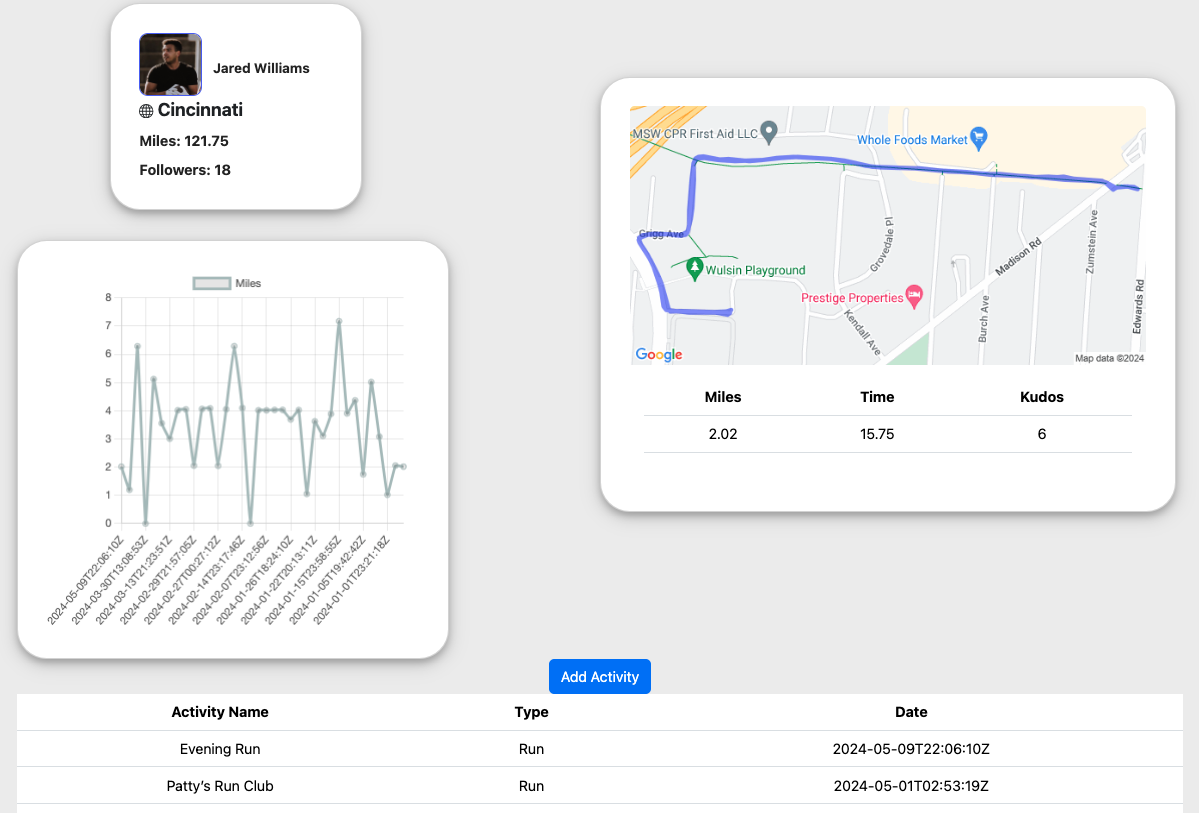 Jared Williams
Cincinnati
Miles: 121.75
Followers: 18
Miles
8
7
6
5
4
3
2
1
0
2024-05-09T22:06:10Z
2024-03-30T13:08:53Z
2024-03-13T21:23:51Z
2024-02-29T21:57:05Z
2024-02-27T00:27:12Z
2024-02-14T23:17:46Z
2024-02-07T23:12:56Z
2024-01-26T18:24:10Z
2024-01-22T20:13:11Z
2024-01-15T23:58:55Z
2024-01-05T19:42:42Z
2024-01-01T23:21:18Z
MSW CPR First Aid LLC
Whole Foods Market
Grigg Ave
Wulsin Playground
Grovedale Pl
Madison Rd
Zumstein Ave
Prestige Properties
Kendall Ave
Burch Ave
Edwards Rd
Google
Map data ©2024
Miles Time Kudos
2.02 15.75 6
Add Activity
Activity Name Type Date
Evening Run Run 2024-05-09T22:06:10Z
Patty’s Run Club Run 2024-05-01T02:53:19Z